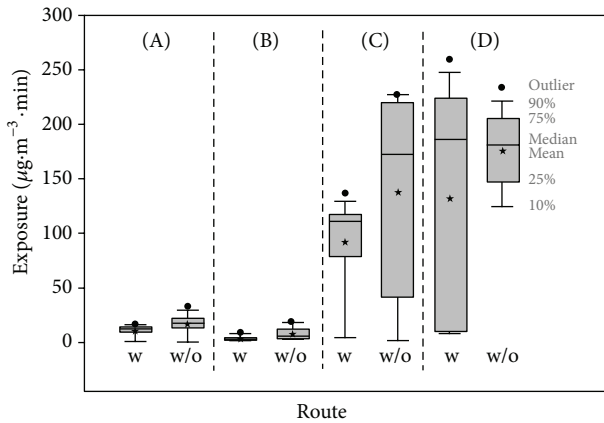 300
250
200
150
100
50
0
Exposure (μg·m⁻³·min)
(A)
(B)
(C)
(D)
Outlier
90%
75%
Median
Mean
25%
10%
w
w/o
w
w/o
w
w/o
w
w/o
Route